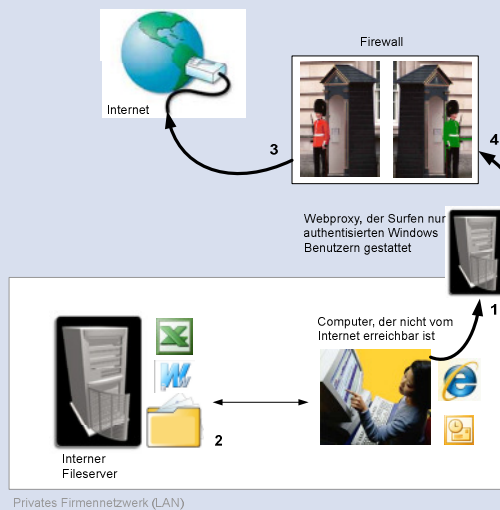 Firewall
Internet
3
4
Webproxy, der Surfen nur
authentisierten Windows
Benutzern gestattet
1
Computer, der nicht vom
Internet erreichbar ist
2
Interner
Fileserver
Privates Firmennetzwerk (LAN)